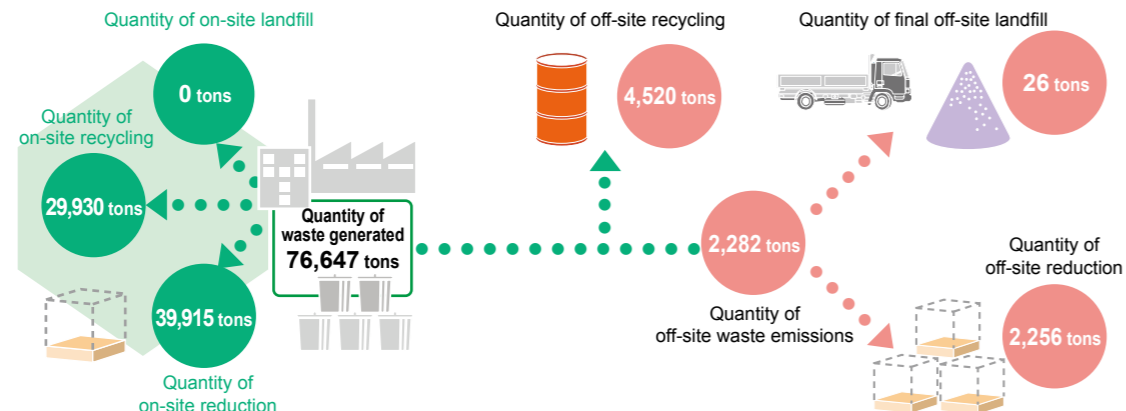 Quantity of on-site landfill
0 tons
Quantity of
on-site recycling
29,930 tons
39,915 tons
Quantity of
on-site reduction
Quantity of
waste generated
76,647 tons
Quantity of off-site recycling
4,520 tons
2,282 tons
Quantity of
off-site waste emissions
Quantity of final off-site landfill
26 tons
Quantity of
off-site reduction
2,256 tons